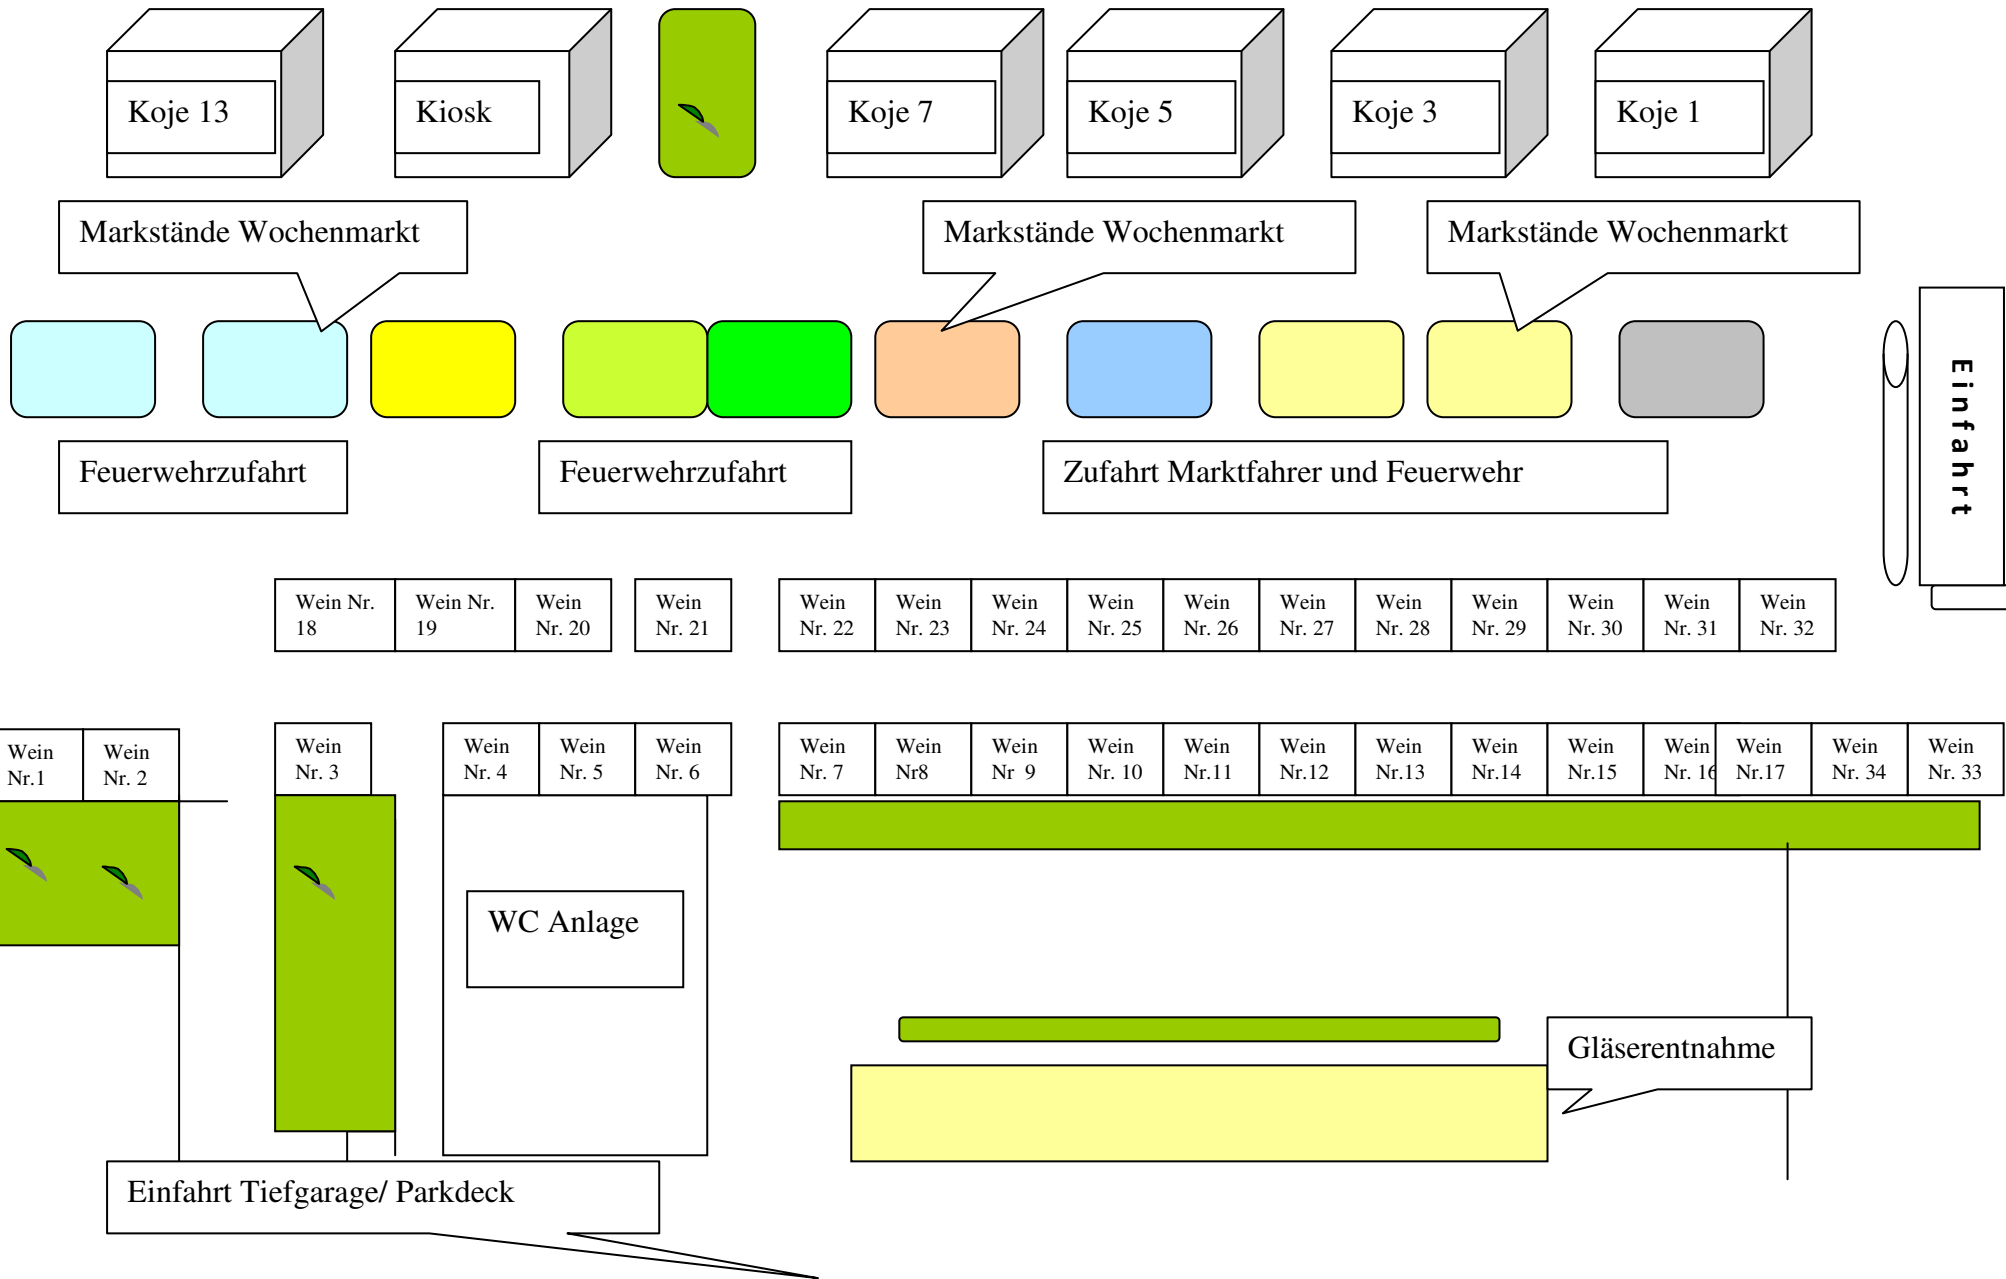 Koje 13
Kiosk
Koje 7
Koje 5
Koje 3
Koje 1
Markstände Wochenmarkt
Markstände Wochenmarkt
Markstände Wochenmarkt
Einfahrt
Feuerwehrzufahrt
Feuerwehrzufahrt
Zufahrt Marktfahrer und Feuerwehr
Wein Nr.
18
Wein Nr.
19
Wein
Nr. 20
Wein
Nr. 21
Wein
Nr. 22
Wein
Nr. 23
Wein
Nr. 24
Wein
Nr. 25
Wein
Nr. 26
Wein
Nr. 27
Wein
Nr. 28
Wein
Nr. 29
Wein
Nr. 30
Wein
Nr. 31
Wein
Nr. 32
Wein
Nr.1
Wein
Nr. 2
Wein
Nr. 3
Wein
Nr. 4
Wein
Nr. 5
Wein
Nr. 6
Wein
Nr. 7
Wein
Nr8
Wein
Nr 9
Wein
Nr. 10
Wein
Nr.11
Wein
Nr.12
Wein
Nr.13
Wein
Nr.14
Wein
Nr.15
Wein
Nr. 16
Wein
Nr.17
Wein
Nr. 34
Wein
Nr. 33
WC Anlage
Gläserentnahme
Einfahrt Tiefgarage/ Parkdeck